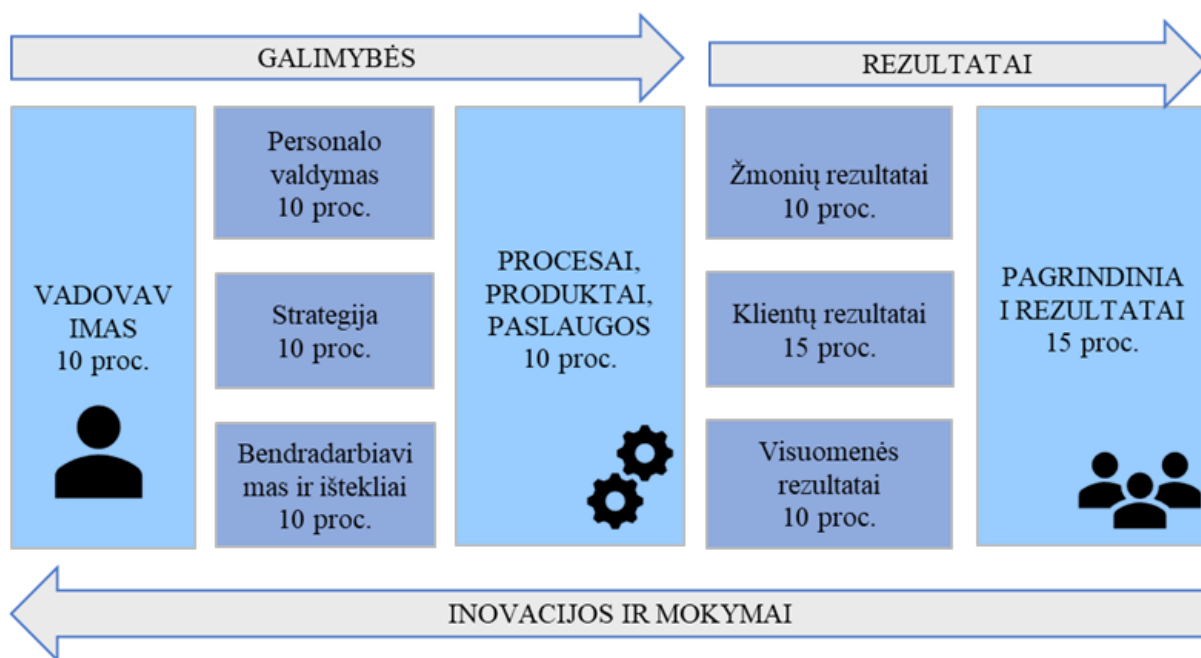 GALIMYBĖS
REZULTATAI
VADOVAV
IMAS
10 proc.
Personalo
valdymas
10 proc.
Strategija
10 proc.
Bendradarbiavi
mas ir ištekliai
10 proc.
PROCESAI,
PRODUKTAI,
PASLAUGOS
10 proc.
Žmonių rezultatai
10 proc.
Klientų rezultatai
15 proc.
Visuomenės
rezultatai
10 proc.
PAGRINDINIA
I REZULTATAI
15 proc.
INOVACIJOS IR MOKYMAI